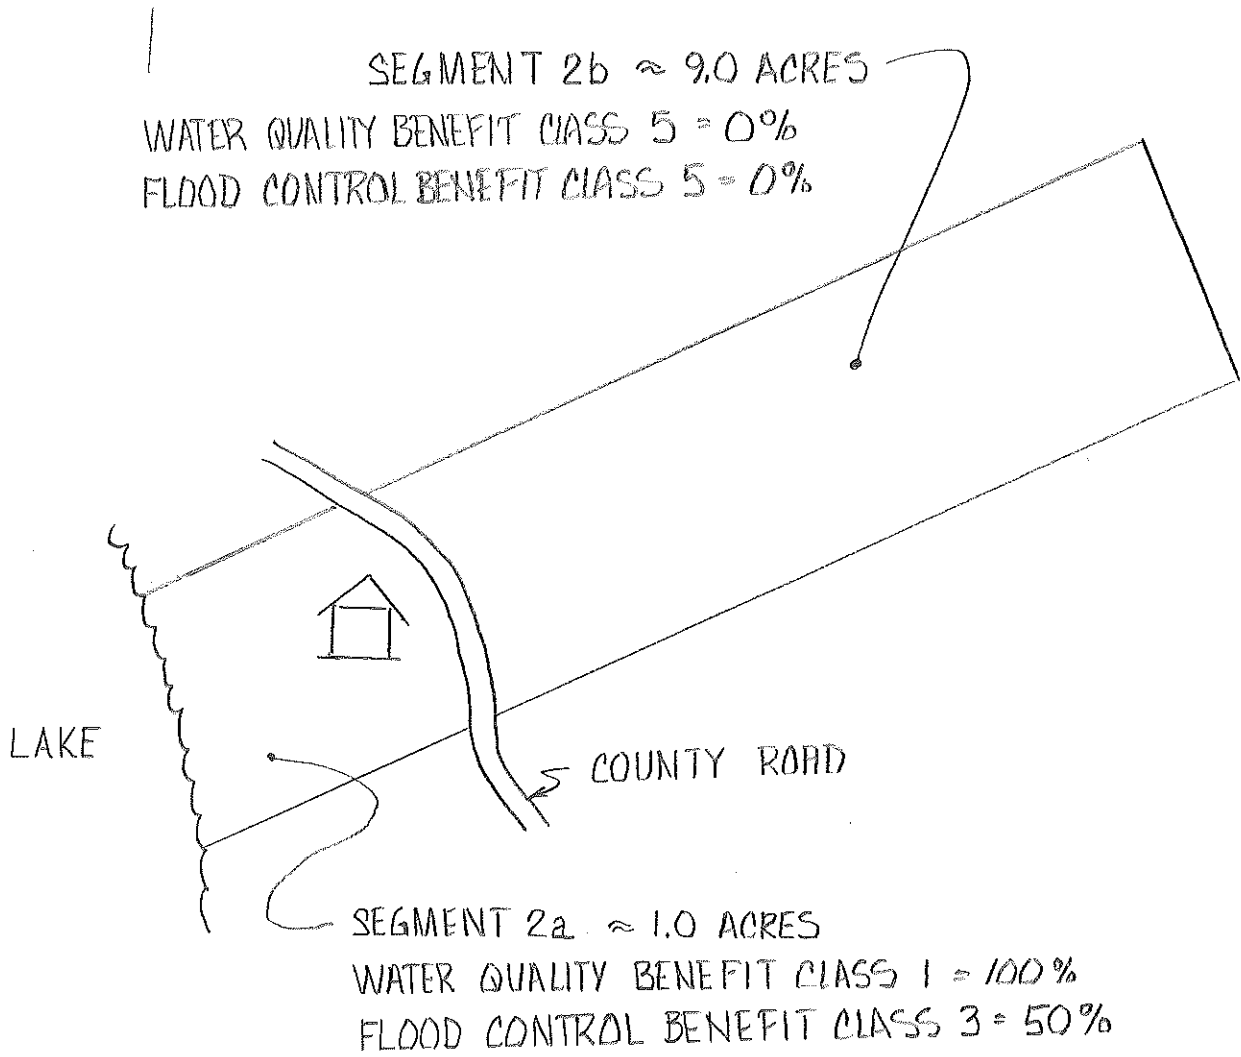 SEGMENT 2b ≈ 9.0 ACRES
WATER QUALITY BENEFIT CLASS 5 = 0%
FLOOD CONTROL BENEFIT CLASS 5 = 0%
LAKE
COUNTY ROAD
SEGMENT 2a ≈ 1.0 ACRES
WATER QUALITY BENEFIT CLASS 1 = 100%
FLOOD CONTROL BENEFIT CLASS 3 = 50%